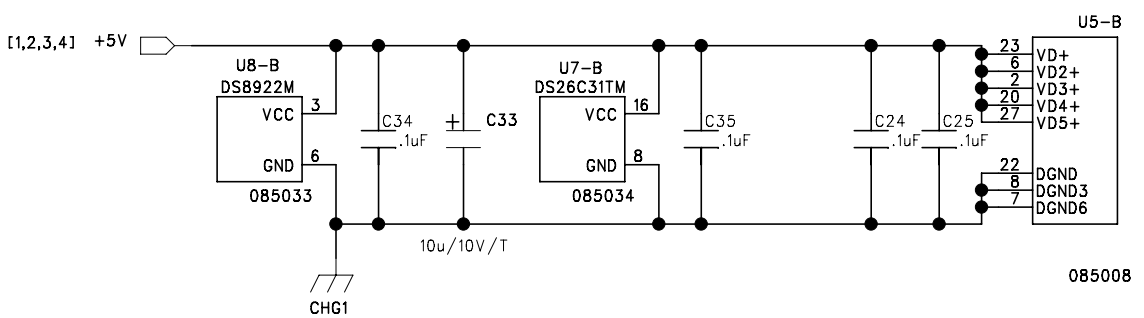 [1,2,3,4] +5V
U8-B
DS8922M
VCC 3
GND 6
085033
C34
.1uF
+
C33
10u/10V/T
U7-B
DS26C31TM
VCC 16
GND 8
085034
C35
.1uF
C24
.1uF
C25
.1uF
U5-B
23 VD+
6 VD2+
2 VD3+
20 VD4+
27 VD5+
22 DGND
8 DGND3
7 DGND6
085008
CHG1